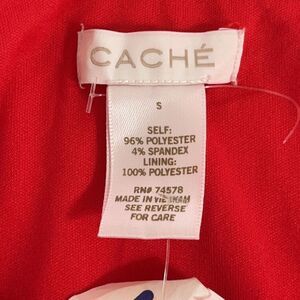 CACHÉ
S
SELF:
96% POLYESTER
4% SPANDEX
LINING:
100% POLYESTER
RN# 74578
MADE IN VIETNAM
SEE REVERSE
FOR CARE